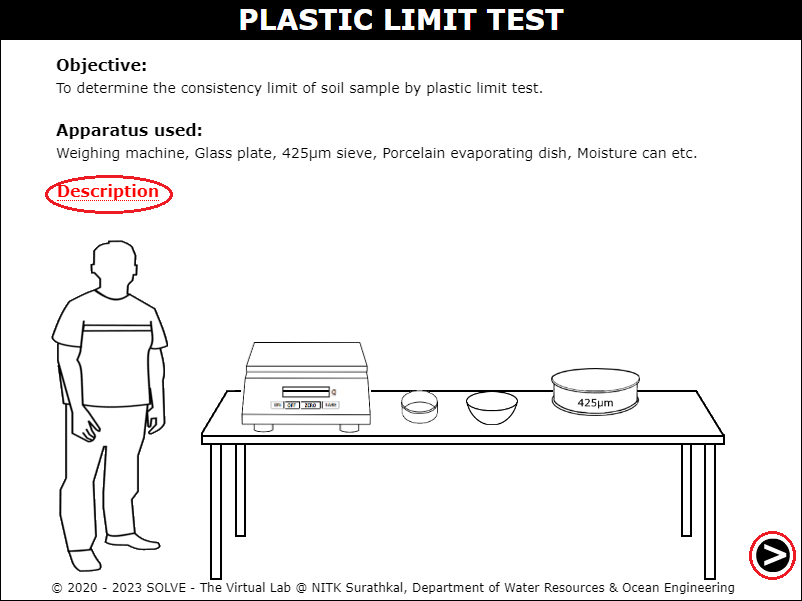 PLASTIC LIMIT TEST
Objective:
To determine the consistency limit of soil sample by plastic limit test.
Apparatus used:
Weighing machine, Glass plate, 425μm sieve, Porcelain evaporating dish, Moisture can etc.
Description
OFF ZERO
425μm
>
© 2020 - 2023 SOLVE - The Virtual Lab @ NITK Surathkal, Department of Water Resources & Ocean Engineering